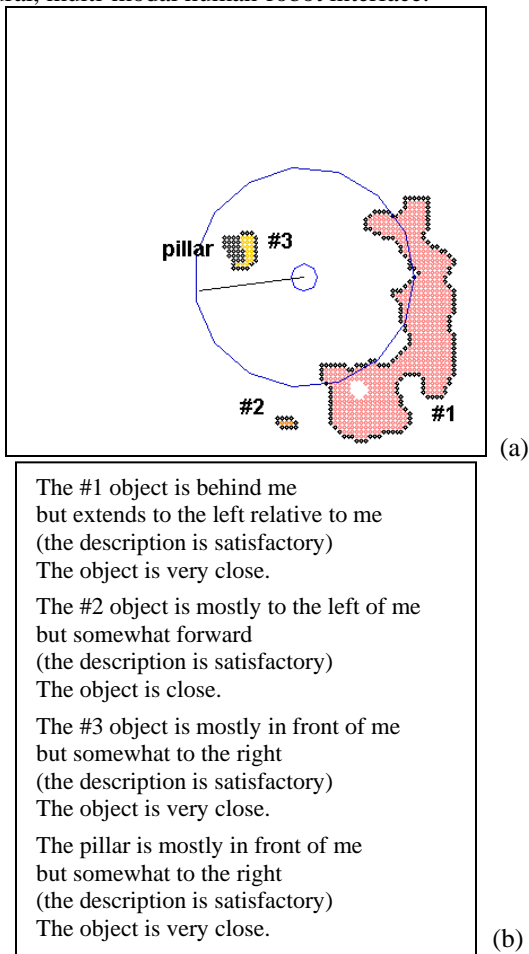 multi-modal human-robot interface.
pillar
#3
#2
#1
(a)
The #1 object is behind me
but extends to the left relative to me
(the description is satisfactory)
The object is very close.
The #2 object is mostly to the left of me
but somewhat forward
(the description is satisfactory)
The object is close.
The #3 object is mostly in front of me
but somewhat to the right
(the description is satisfactory)
The object is very close.
The pillar is mostly in front of me
but somewhat to the right
(the description is satisfactory)
The object is very close.
(b)